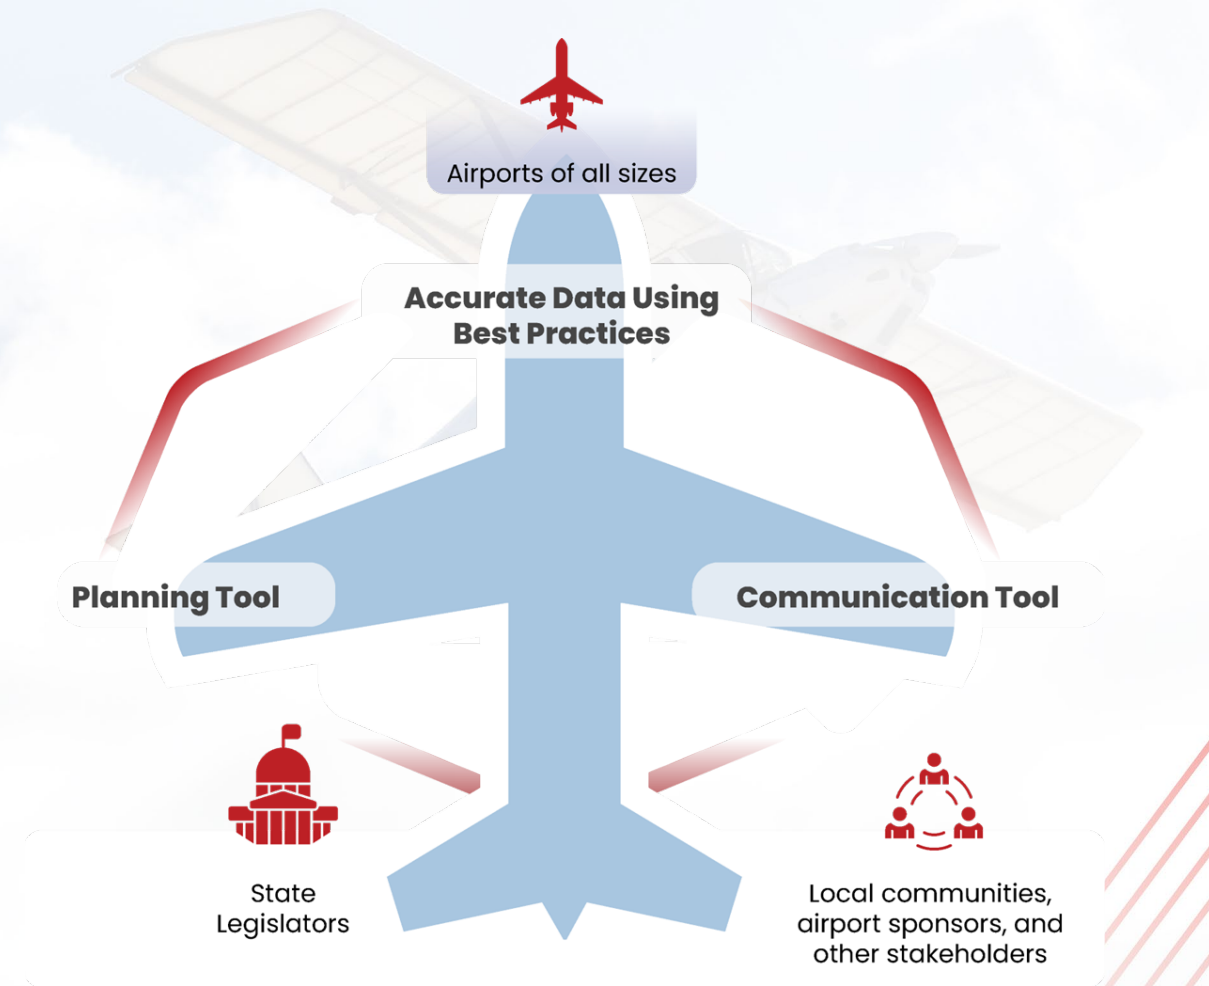 Airports of all sizes
Accurate Data Using
Best Practices
Planning Tool
Communication Tool
State
Legislators
Local communities,
airport sponsors, and
other stakeholders